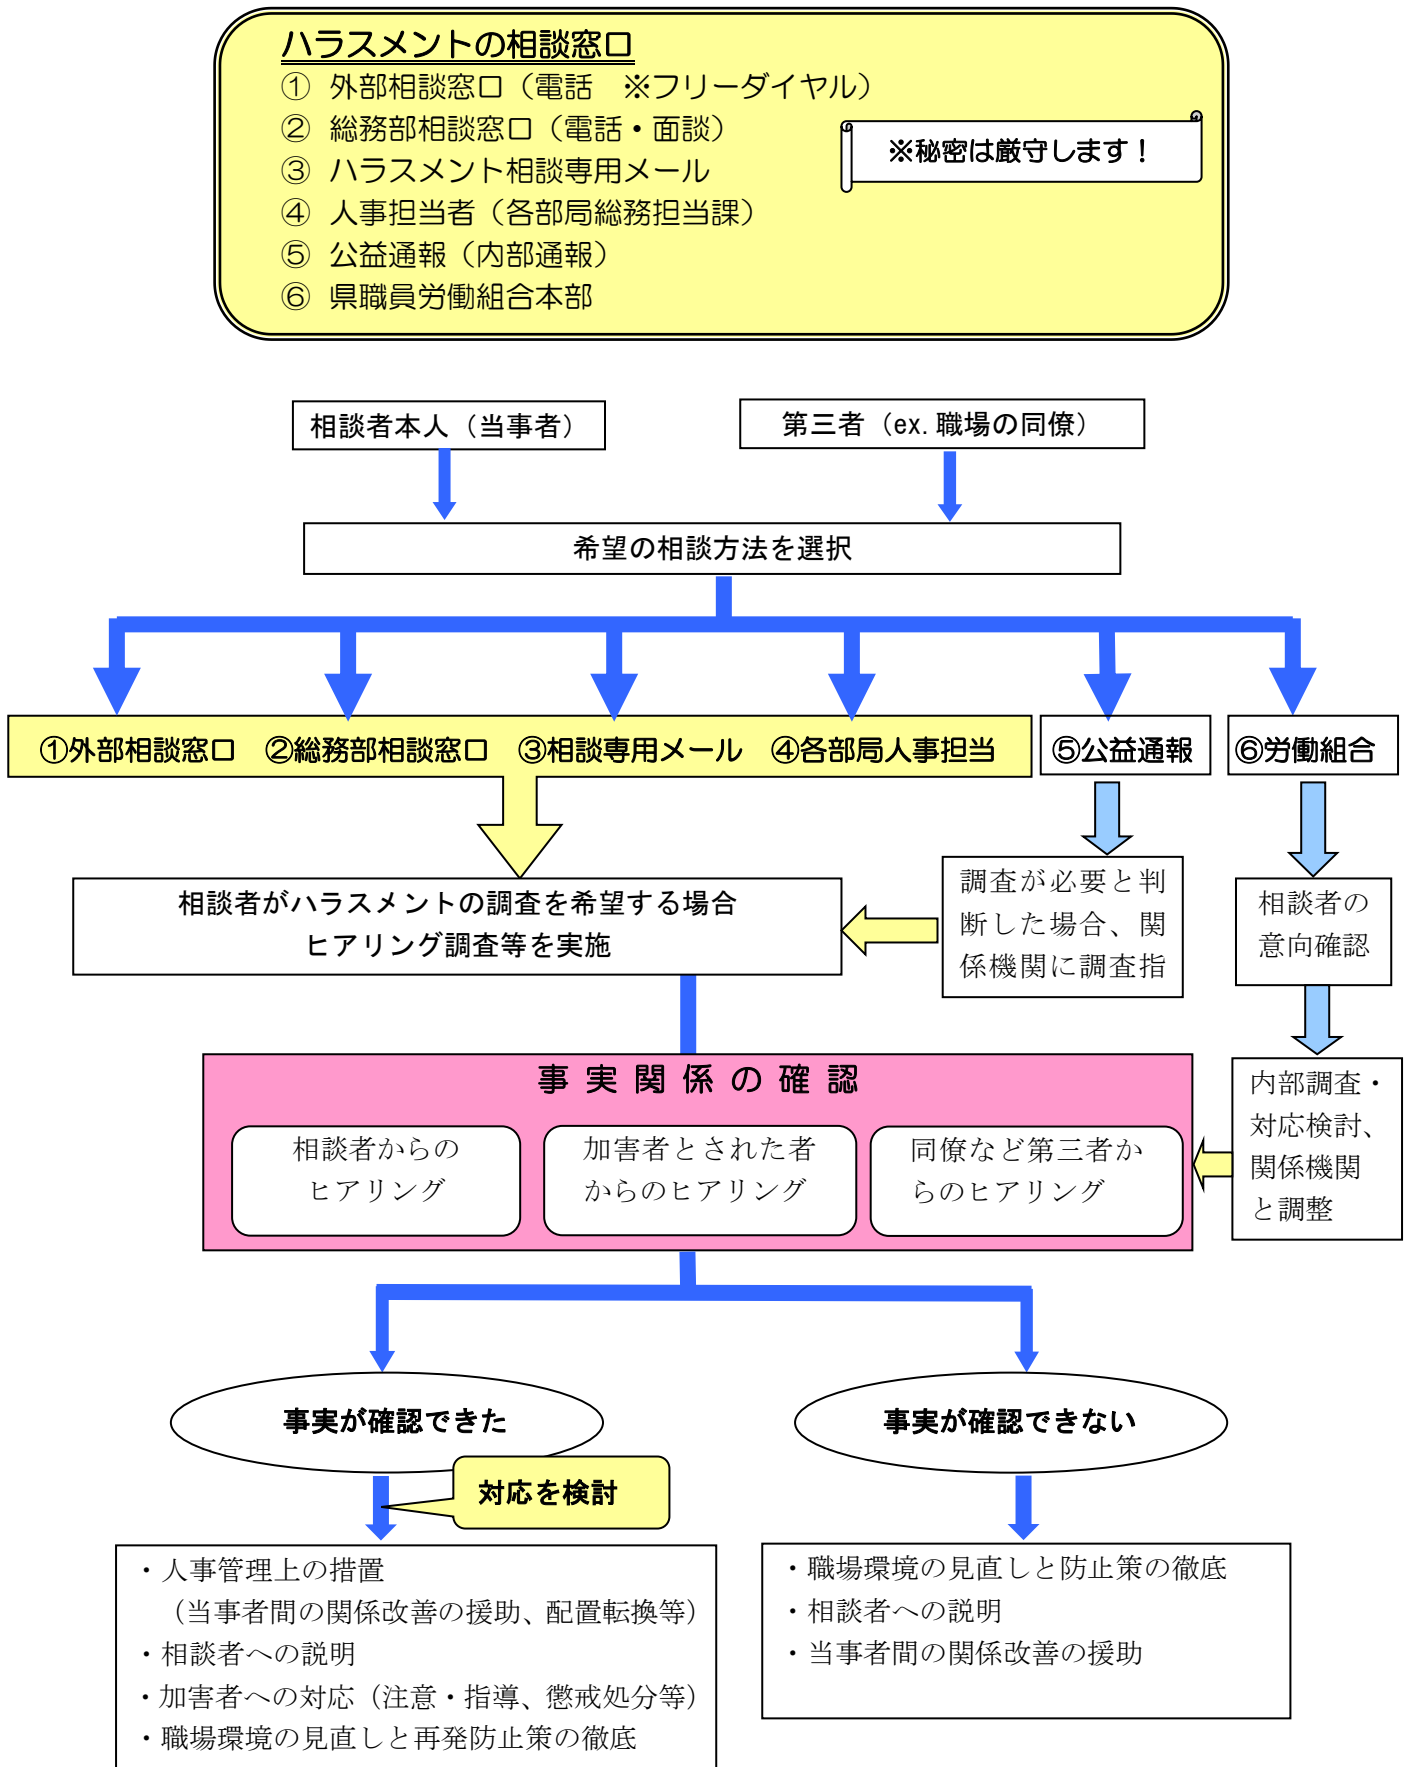 ハラスメントの相談窓口
① 外部相談窓口（電話　※フリーダイヤル）
② 総務部相談窓口（電話・面談）
③ ハラスメント相談専用メール
④ 人事担当者（各部局総務担当課）
⑤ 公益通報（内部通報）
⑥ 県職員労働組合本部
※秘密は厳守します！
相談者本人（当事者）
第三者（ex.職場の同僚）
希望の相談方法を選択
①外部相談窓口　②総務部相談窓口　③相談専用メール　④各部局人事担当
⑤公益通報
⑥労働組合
相談者がハラスメントの調査を希望する場合
ヒアリング調査等を実施
調査が必要と判
断した場合、関
係機関に調査指
相談者の
意向確認
内部調査・
対応検討、
関係機関
と調整
事実関係の確認
相談者からの
ヒアリング
加害者とされた者
からのヒアリング
同僚など第三者か
らのヒアリング
事実が確認できた
事実が確認できない
対応を検討
・人事管理上の措置
（当事者間の関係改善の援助、配置転換等）
・相談者への説明
・加害者への対応（注意・指導、懲戒処分等）
・職場環境の見直しと再発防止策の徹底
・職場環境の見直しと防止策の徹底
・相談者への説明
・当事者間の関係改善の援助